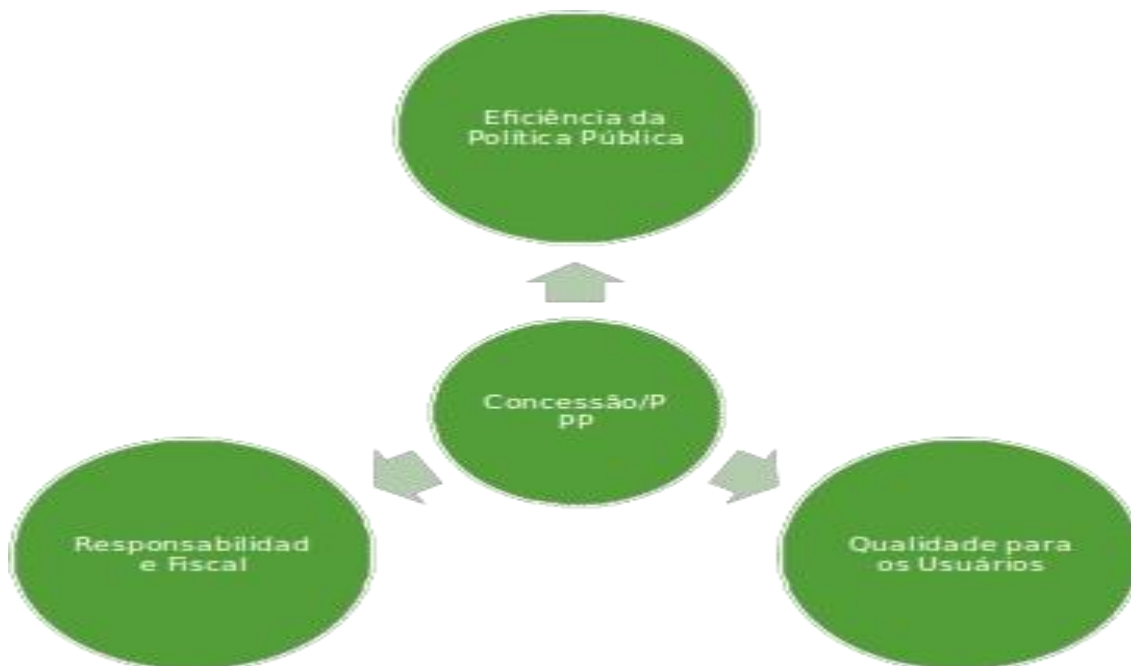 Eficiência da
Política Pública
Concessão/P
PP
Responsabilidad
e Fiscal
Qualidade para
os Usuários